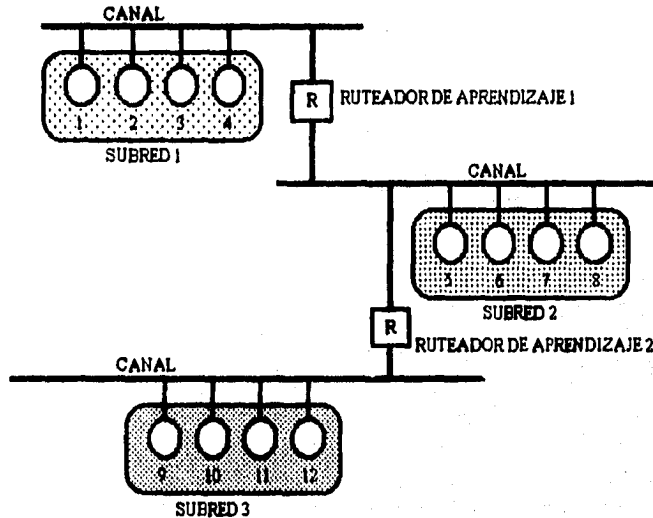 CANAL
R RUTEADOR DE APRENDIZAJE 1
1 2 3 4
SUBRED 1
CANAL
5 6 7 8
SUBRED 2
R RUTEADOR DE APRENDIZAJE 2
CANAL
9 10 11 12
SUBRED 3